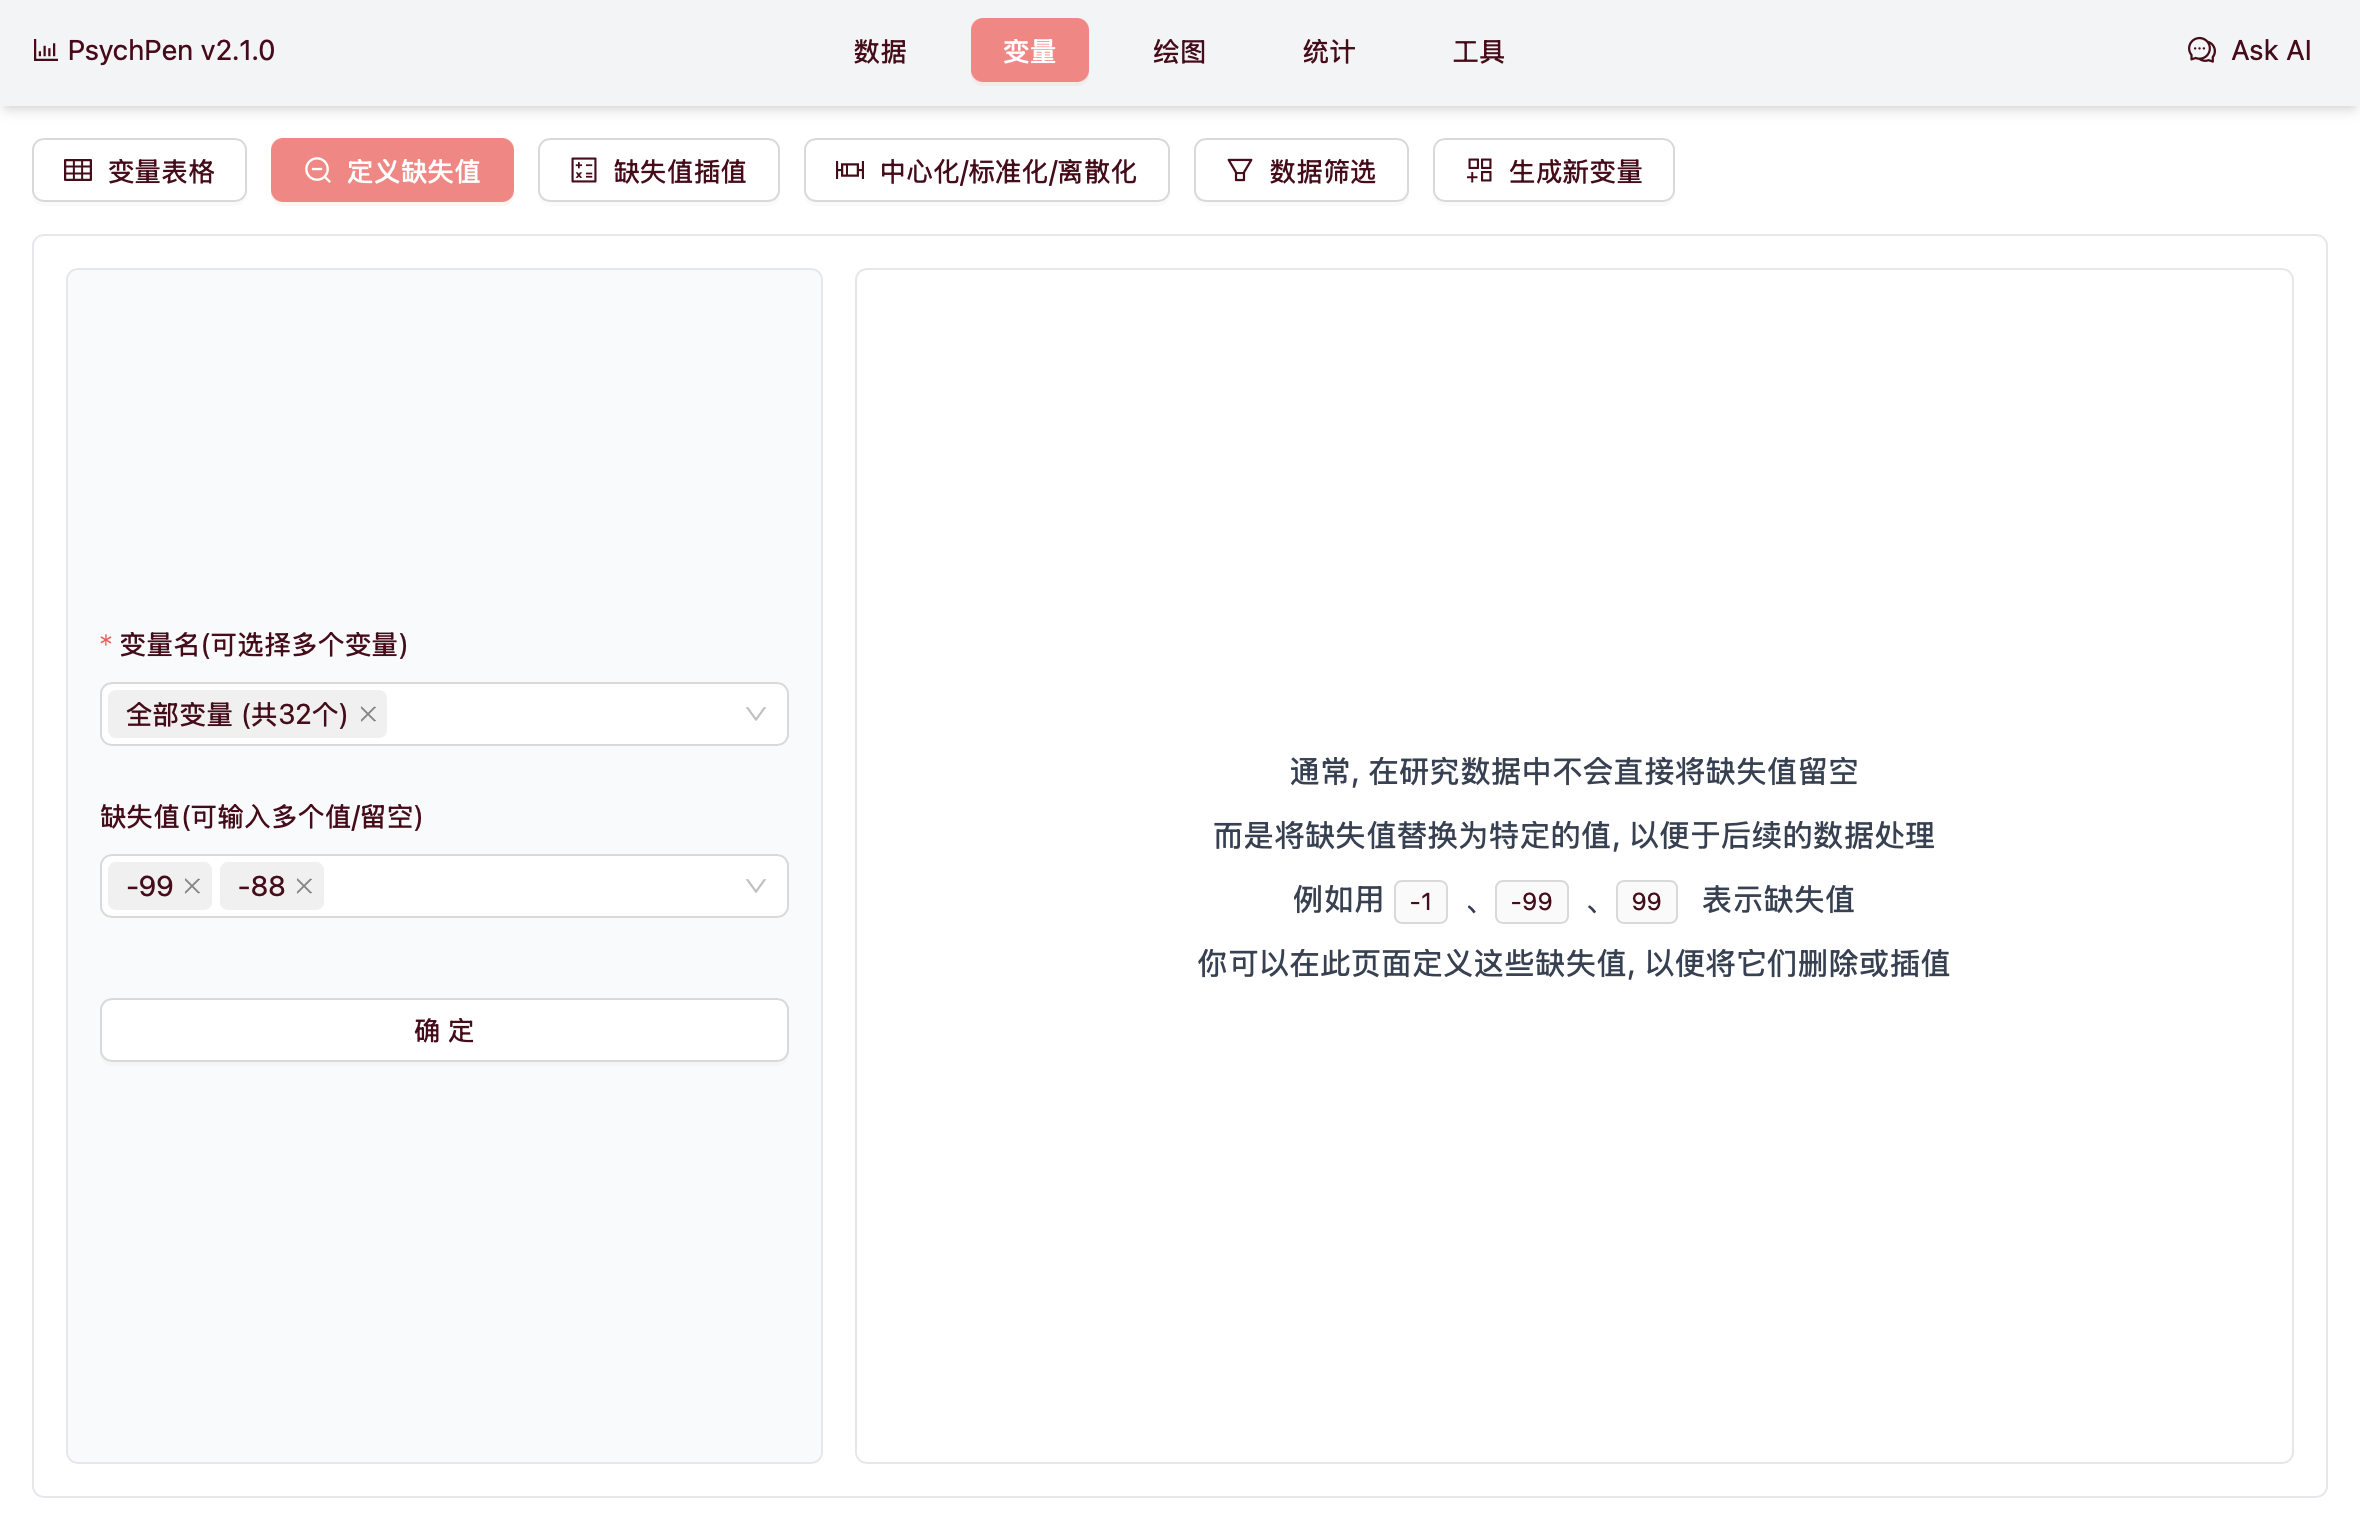 PsychPen v2.1.0
数据
变量
绘图
统计
工具
Ask AI
变量表格
定义缺失值
缺失值插值
中心化/标准化/离散化
数据筛选
生成新变量
* 变量名(可选择多个变量)
全部变量 (共32个)
缺失值(可输入多个值/留空)
-99
-88
确 定
通常, 在研究数据中不会直接将缺失值留空
而是将缺失值替换为特定的值, 以便于后续的数据处理
例如用 -1 、 -99 、 99 表示缺失值
你可以在此页面定义这些缺失值, 以便将它们删除或插值